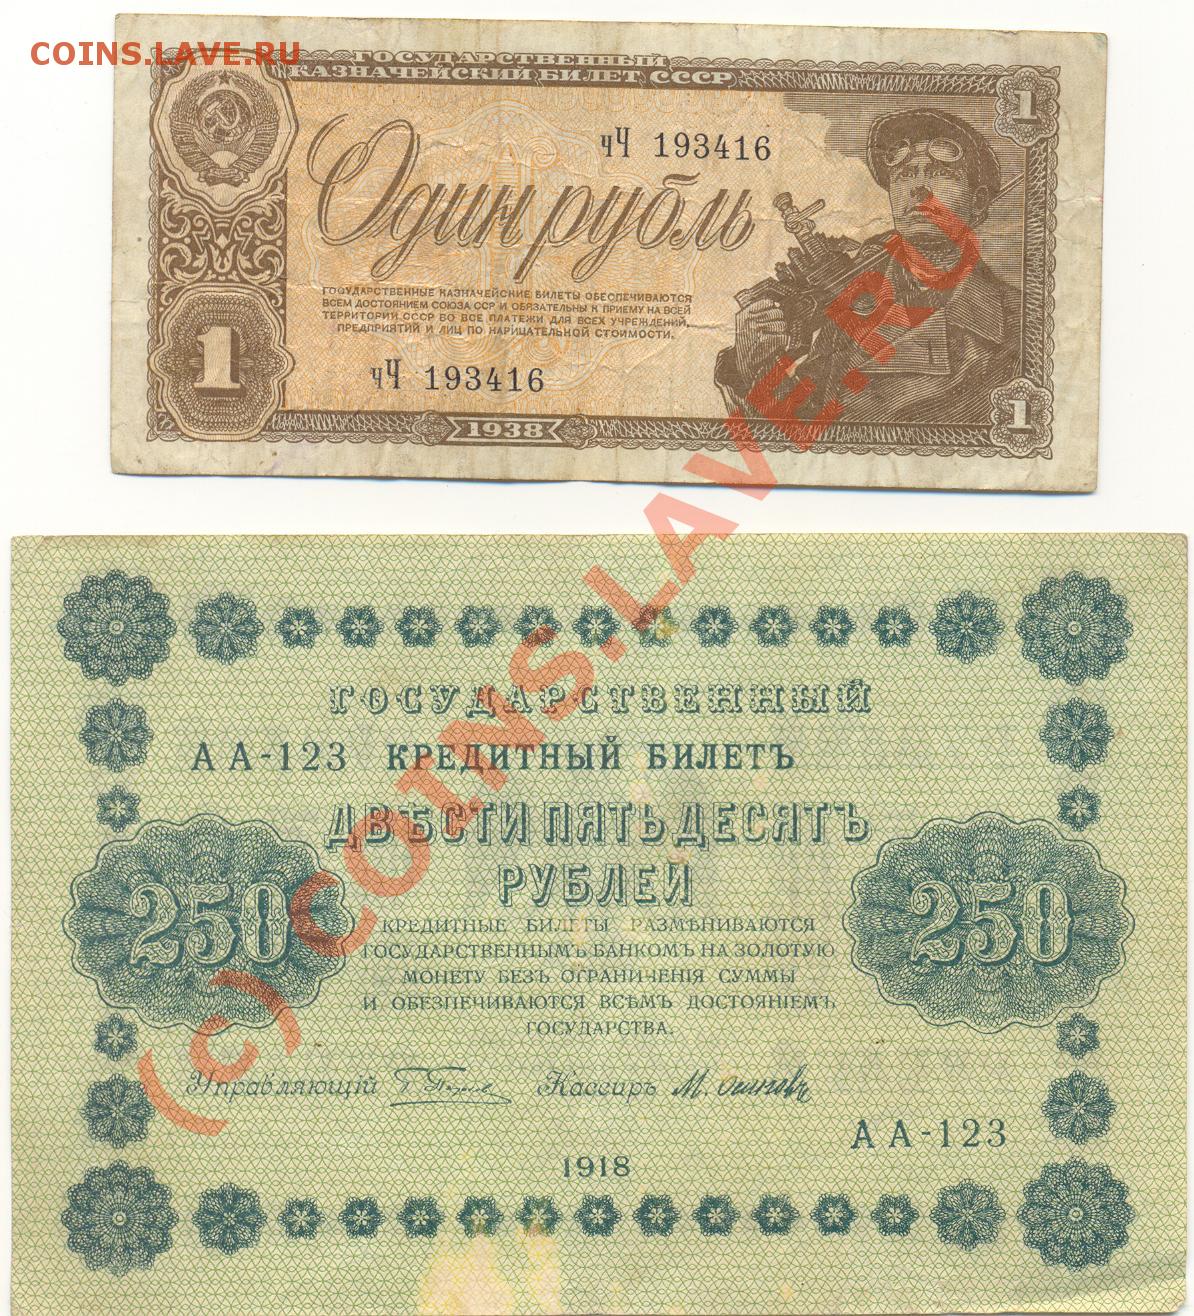 COINS.LAVE.RU
ГОСУДАРСТВЕННЫЙ
КАЗНАЧЕЙСКИЙ БИЛЕТ СССР
1
чЧ 193416
Один рубль
ГОСУДАРСТВЕННЫЕ КАЗНАЧЕЙСКИЕ БИЛЕТЫ ОБЕСПЕЧИВАЮТСЯ
ВСЕМ ДОСТОЯНИЕМ СОЮЗА ССР И ОБЯЗАТЕЛЬНЫ К ПРИЕМУ НА ВСЕЙ
ТЕРРИТОРИИ СССР ВО ВСЕ ПЛАТЕЖИ ДЛЯ ВСЕХ УЧРЕЖДЕНИЙ,
ПРЕДПРИЯТИЙ И ЛИЦ ПО НАРИЦАТЕЛЬНОЙ СТОИМОСТИ.
1
чЧ 193416
1
1938
(c) COINS.LAVE.RU
ГОСУДАРСТВЕННЫЙ
АА-123 КРЕДИТНЫЙ БИЛЕТЪ
ДВѢСТИ ПЯТЬДЕСЯТЪ
РУБЛЕЙ
250
250
КРЕДИТНЫЕ БИЛЕТЫ РАЗМѢНИВАЮТСЯ
ГОСУДАРСТВЕННЫМЪ БАНКОМЪ НА ЗОЛОТУЮ
МОНЕТУ БЕЗЪ ОГРАНИЧЕНІЯ СУММЫ
И ОБЕЗПЕЧИВАЮТСЯ ВСѢМЪ ДОСТОЯНІЕМЪ
ГОСУДАРСТВА.
Управляющій Кассиръ
АА-123
1918